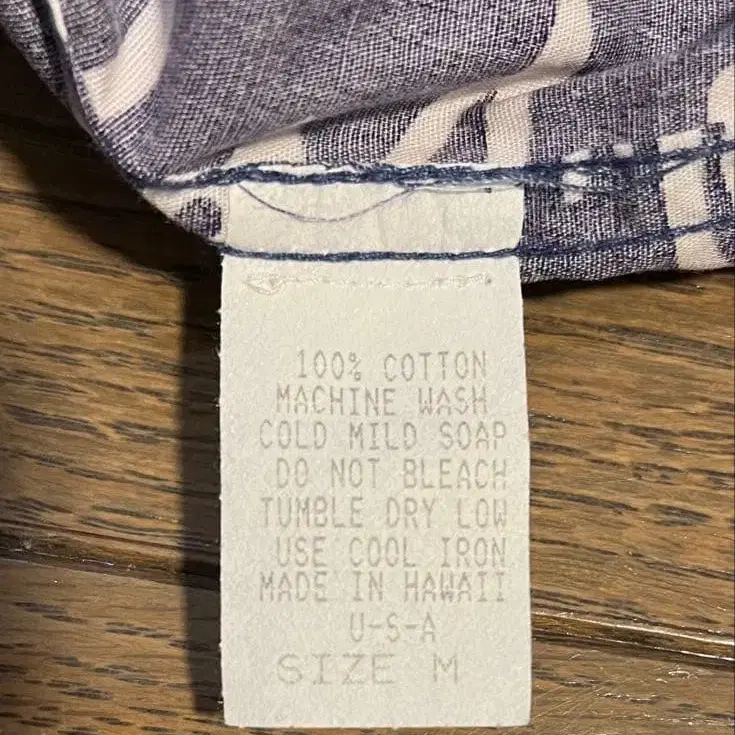 100% COTTON
MACHINE WASH
COLD MILD SOAP
DO NOT BLEACH
TUMBLE DRY LOW
USE COOL IRON
MADE IN HAWAII
U-S-A
SIZE M